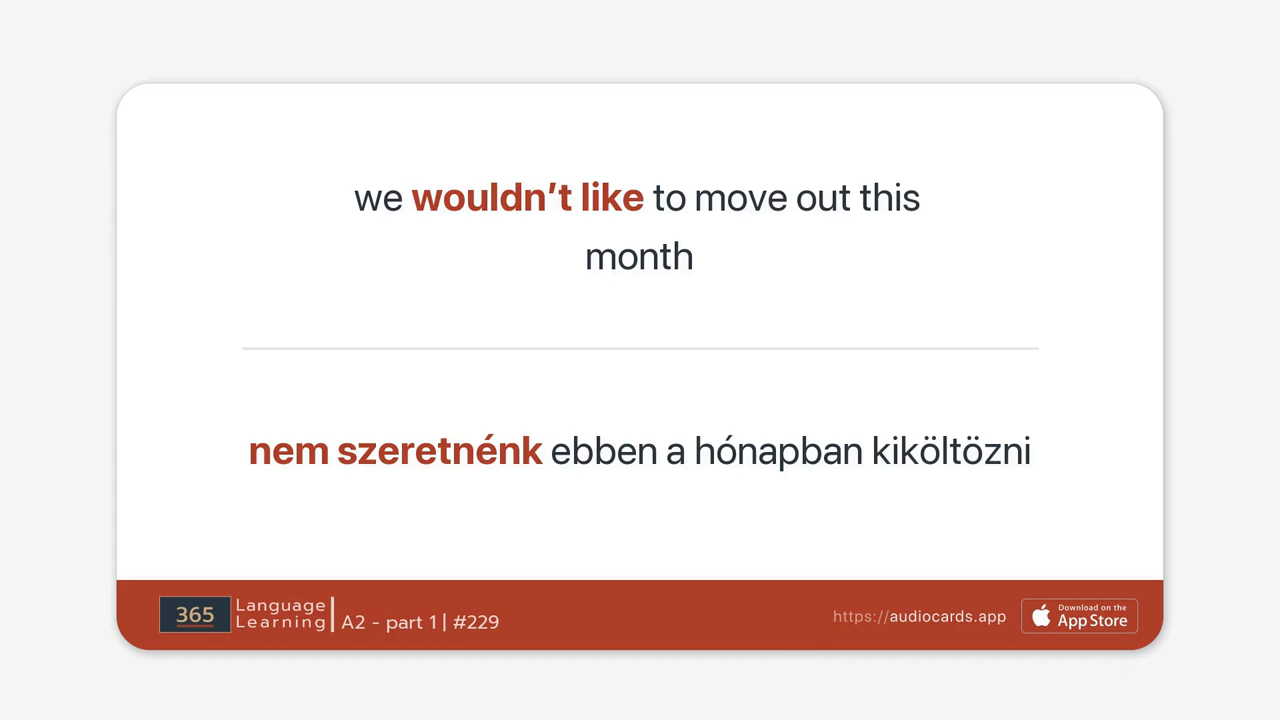 we wouldn’t like to move out this
month
nem szeretnénk ebben a hónapban kiköltözni
365 Language Learning | A2 - part 1 | #229
https://audiocards.app
Download on the
App Store